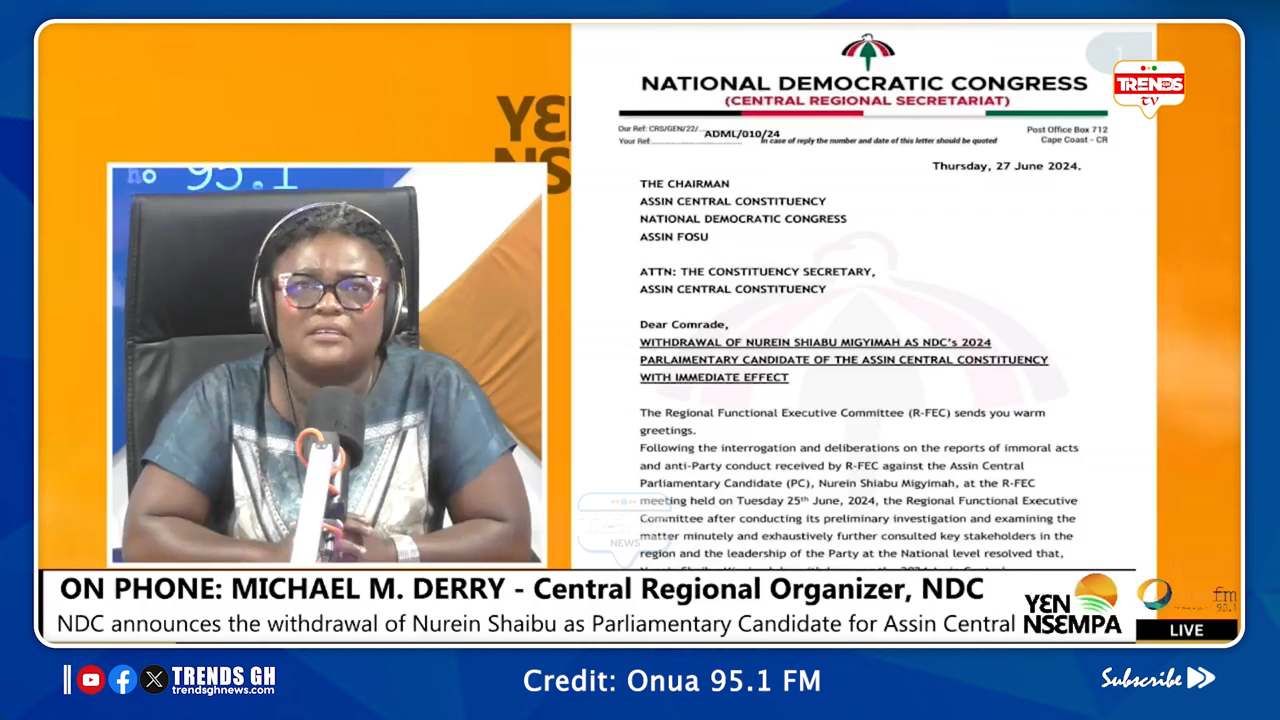 TRENDS
TV
1
NATIONAL DEMOCRATIC CONGRESS
(CENTRAL REGIONAL SECRETARIAT)
Our Ref: CRS/GEN/22/... ADML/010/24
Your Ref
In case of reply the number and date of this letter should be quoted
Post Office Box 712
Cape Coast - CR
Thursday, 27 June 2024.
THE CHAIRMAN
ASSIN CENTRAL CONSTITUENCY
NATIONAL DEMOCRATIC CONGRESS
ASSIN FOSU
ATTN: THE CONSTITUENCY SECRETARY,
ASSIN CENTRAL CONSTITUENCY
Dear Comrade,
WITHDRAWAL OF NUREIN SHIABU MIGYIMAH AS NDC's 2024
PARLAIMENTARY CANDIDATE OF THE ASSIN CENTRAL CONSTITUENCY
WITH IMMEDIATE EFFECT
The Regional Functional Executive Committee (R-FEC) sends you warm
greetings.
Following the interrogation and deliberations on the reports of immoral acts
and anti-Party conduct received by R-FEC against the Assin Central
Parliamentary Candidate (PC), Nurein Shiabu Migyimah, at the R-FEC
meeting held on Tuesday 25th June, 2024, the Regional Functional Executive
Committee after conducting its preliminary investigation and examining the
matter minutely and exhaustively further consulted key stakeholders in the
region and the leadership of the Party at the National level resolved that,
YƐN
NS
no 95.1
NEWS
ON PHONE: MICHAEL M. DERRY - Central Regional Organizer, NDC
NDC announces the withdrawal of Nurein Shaibu as Parliamentary Candidate for Assin Central
YƐN
NSƐMPA
fm
95.1
LIVE
TRENDS GH
trendsghnews.com
Credit: Onua 95.1 FM
Subscribe